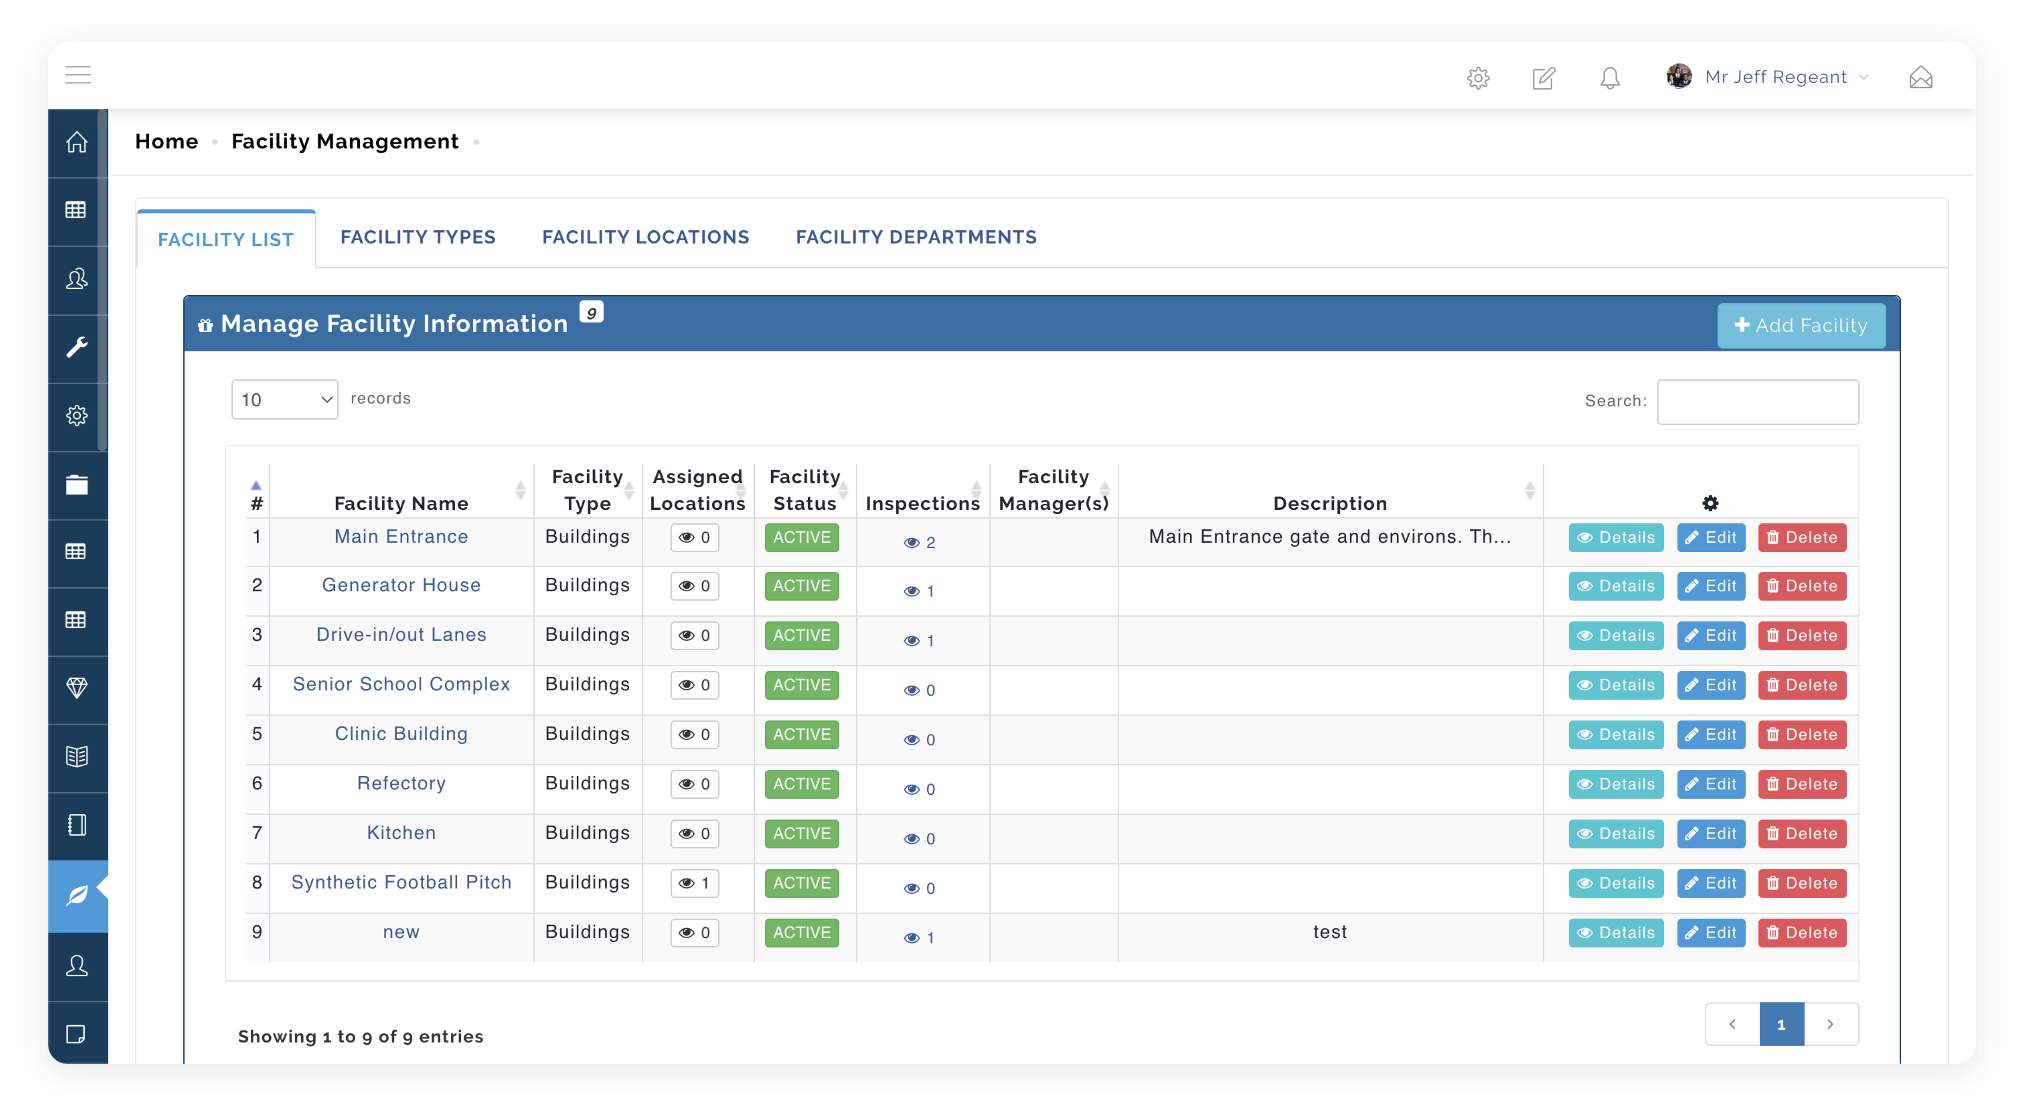 Mr Jeff Regeant
Home • Facility Management •
FACILITY LIST FACILITY TYPES FACILITY LOCATIONS FACILITY DEPARTMENTS
Manage Facility Information 9 Add Facility
10 records Search:
# Facility Name Facility Type Assigned Locations Facility Status Inspections Facility Manager(s) Description
1 Main Entrance Buildings 0 ACTIVE 2 Main Entrance gate and environs. Th... Details Edit Delete
2 Generator House Buildings 0 ACTIVE 1 Details Edit Delete
3 Drive-in/out Lanes Buildings 0 ACTIVE 1 Details Edit Delete
4 Senior School Complex Buildings 0 ACTIVE 0 Details Edit Delete
5 Clinic Building Buildings 0 ACTIVE 0 Details Edit Delete
6 Refectory Buildings 0 ACTIVE 0 Details Edit Delete
7 Kitchen Buildings 0 ACTIVE 0 Details Edit Delete
8 Synthetic Football Pitch Buildings 1 ACTIVE 0 Details Edit Delete
9 new Buildings 0 ACTIVE 1 test Details Edit Delete
Showing 1 to 9 of 9 entries 1